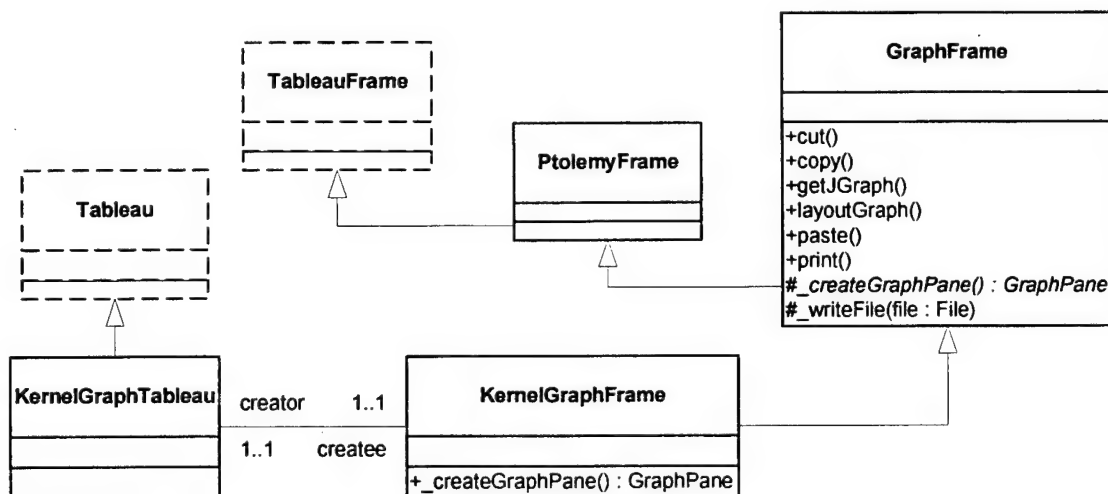 GraphFrame
+cut()
+copy()
+getJGraph()
+layoutGraph()
+paste()
+print()
#_createGraphPane() : GraphPane
#_writeFile(file : File)
TableauFrame
PtolemyFrame
Tableau
KernelGraphTableau
creator 1..1
1..1 createe
KernelGraphFrame
+_createGraphPane() : GraphPane